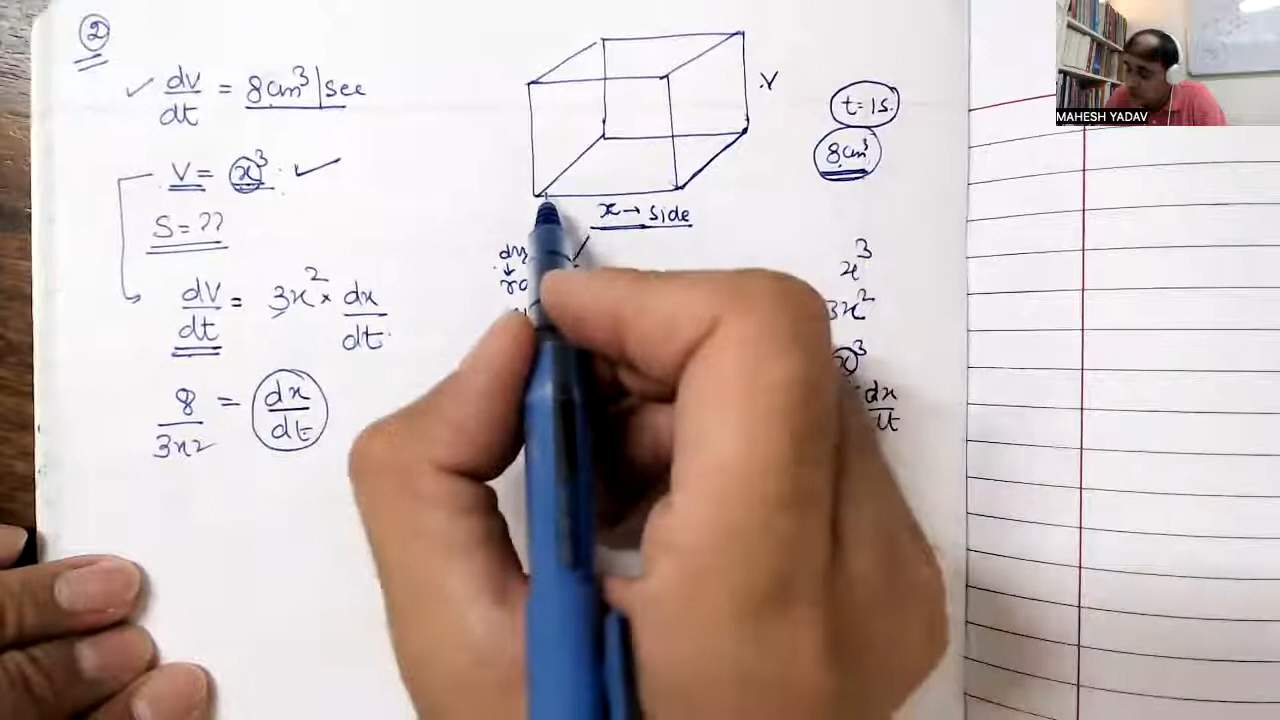 ②
✓ dv/dt = 8cm³/sec
V = x³ ✓
S = ??
dV/dt = 3x² × dx/dt
8/3x² = dx/dt
.V
x → side
t = 1s.
8cm³
x³
3x²
x³
dx
MAHESH YADAV